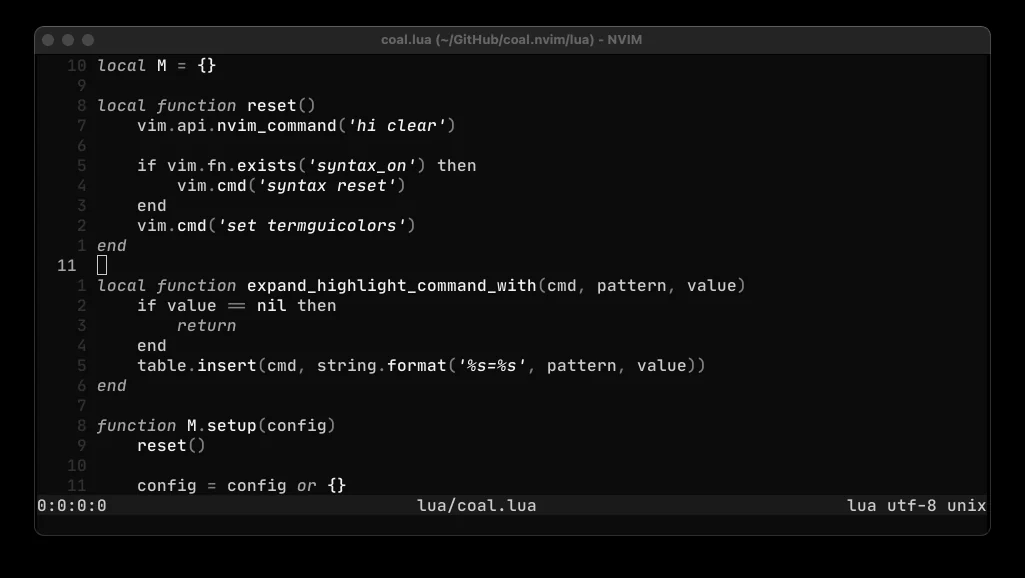 coal.lua (~/GitHub/coal.nvim/lua) - NVIM
10 local M = {}
9
8 local function reset()
7     vim.api.nvim_command('hi clear')
6
5     if vim.fn.exists('syntax_on') then
4         vim.cmd('syntax reset')
3     end
2     vim.cmd('set termguicolors')
1 end
11
1 local function expand_highlight_command_with(cmd, pattern, value)
2     if value == nil then
3         return
4     end
5     table.insert(cmd, string.format('%s=%s', pattern, value))
6 end
7
8 function M.setup(config)
9     reset()
10
11     config = config or {}
0:0:0:0 lua/coal.lua lua utf-8 unix